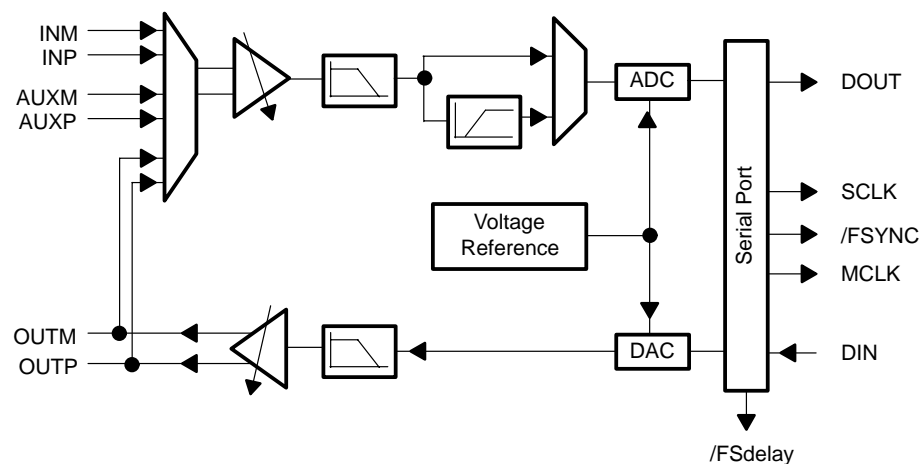 INM
INP
AUXM
AUXP
ADC
DOUT
Serial Port
SCLK
/FSYNC
MCLK
Voltage
Reference
OUTM
OUTP
DAC
DIN
/FSdelay